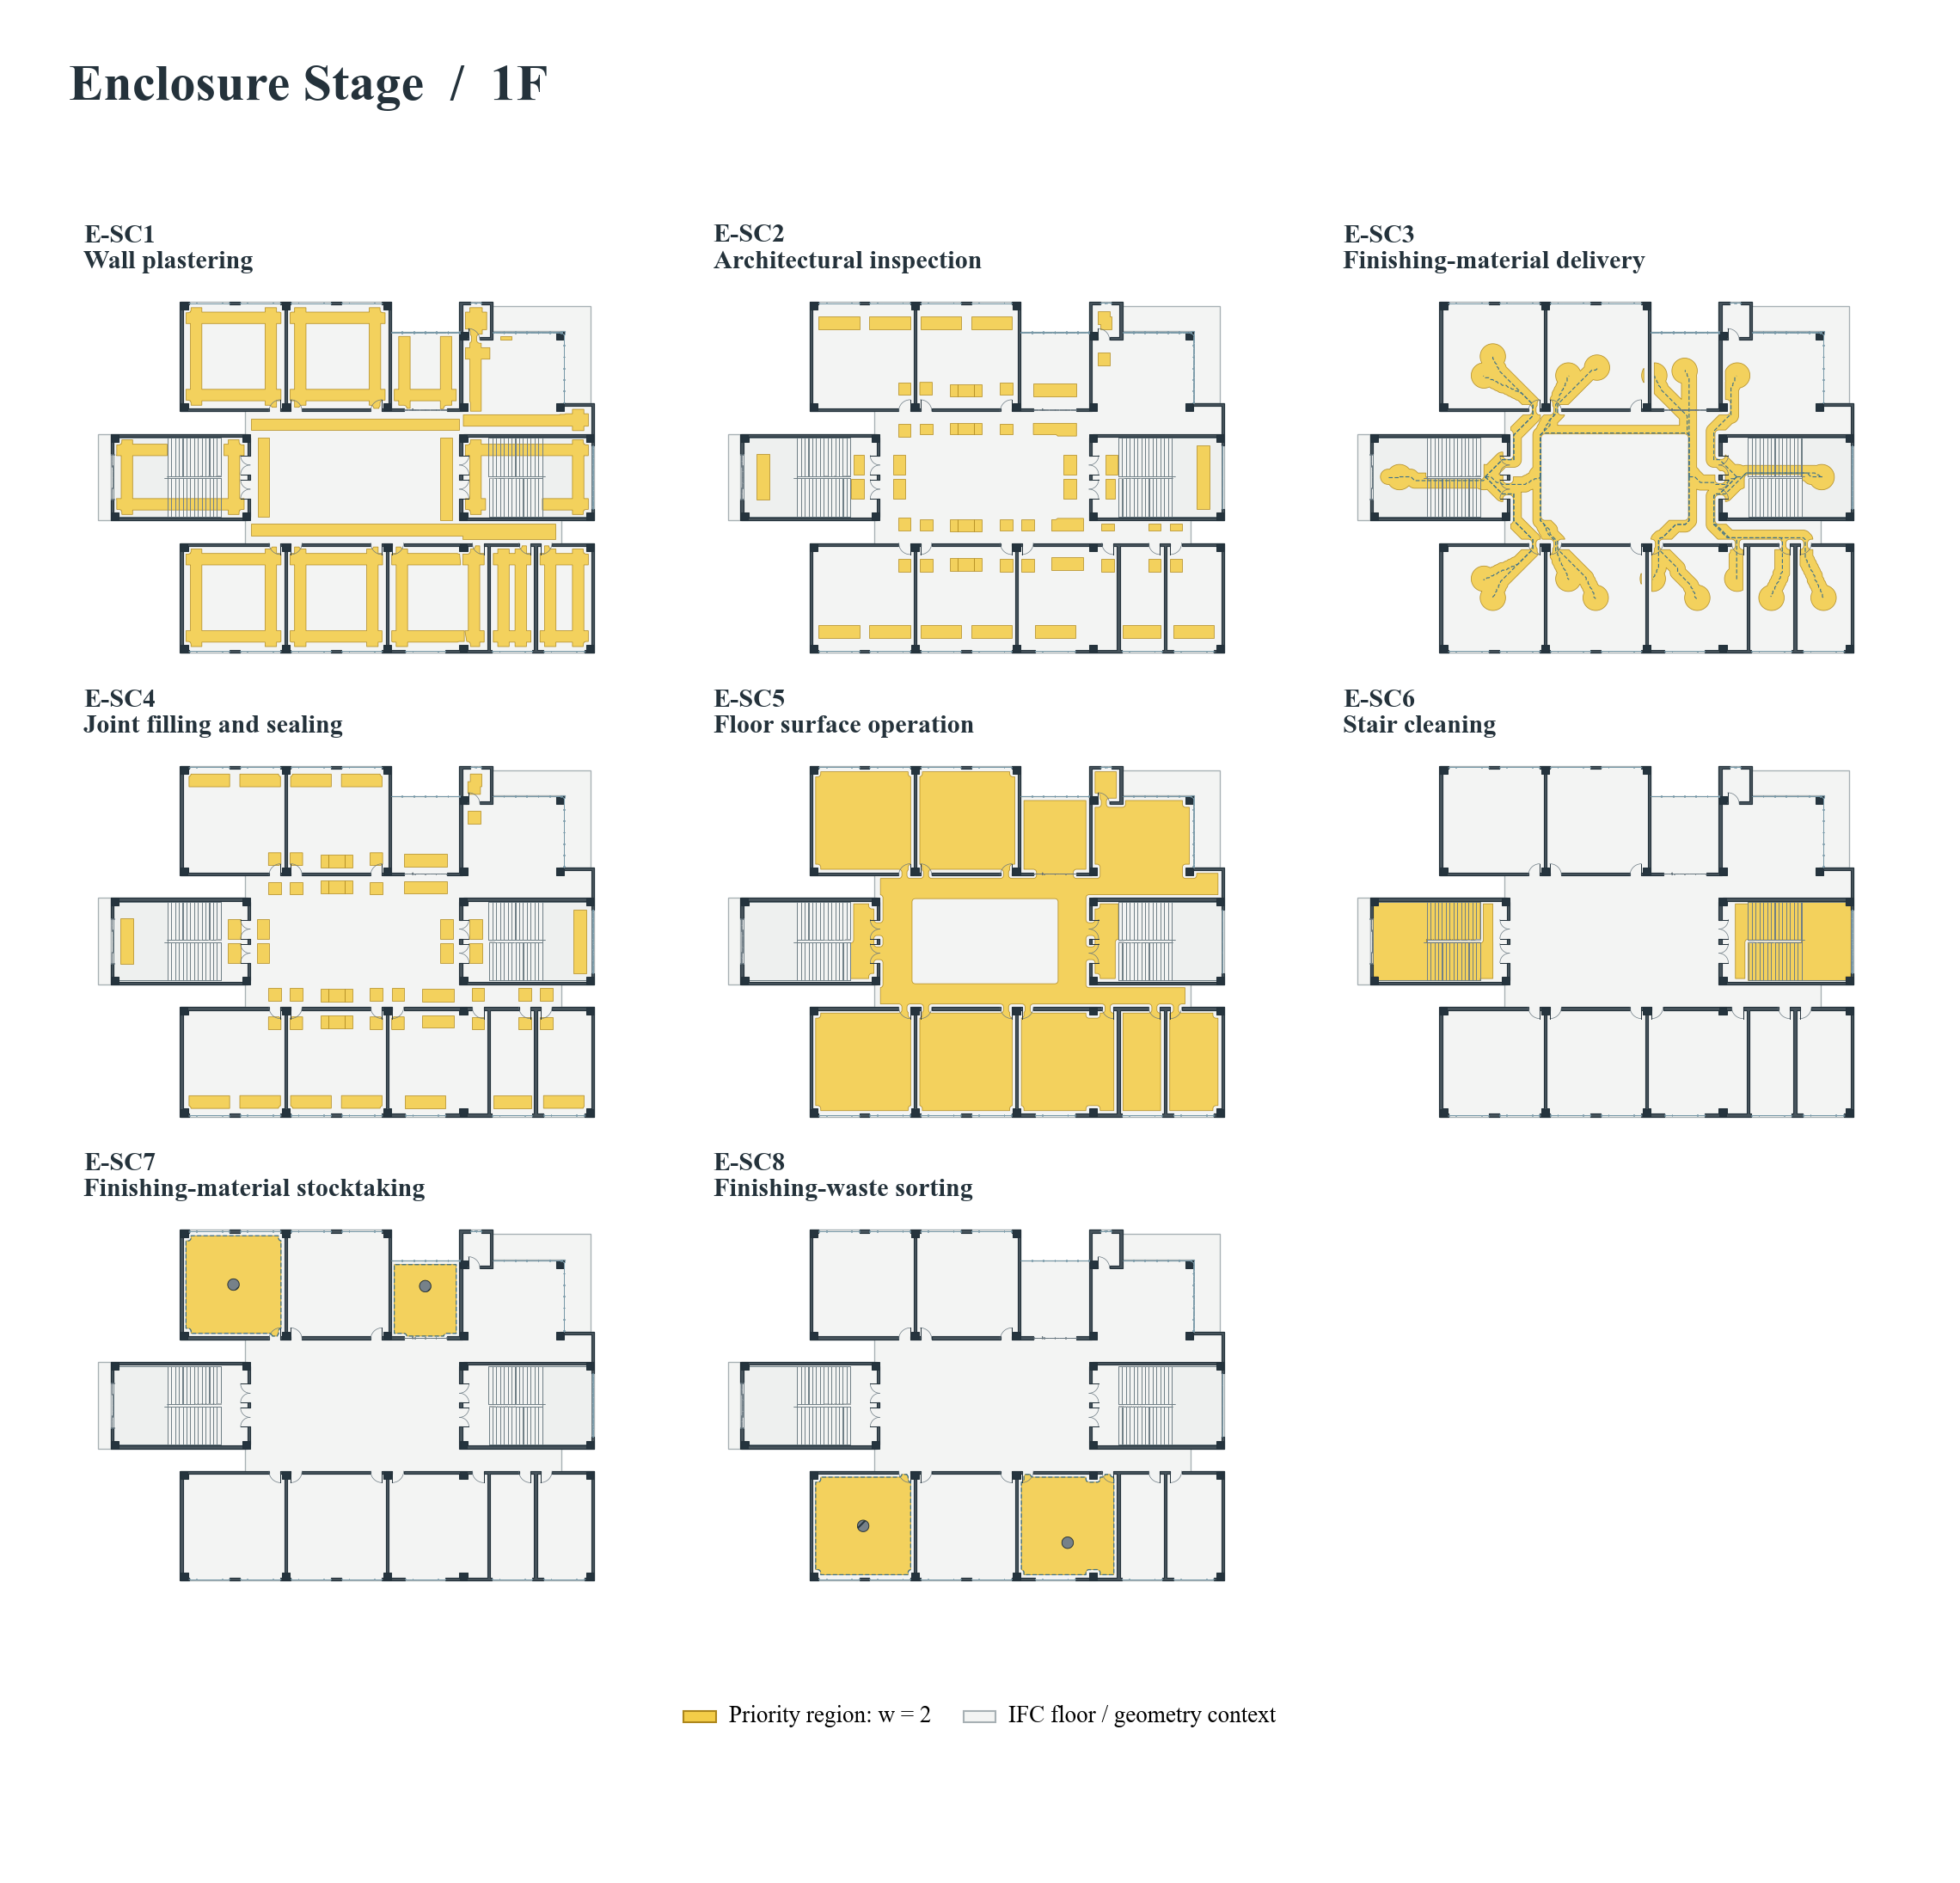 Enclosure Stage / 1F
E-SC1
Wall plastering
E-SC2
Architectural inspection
E-SC3
Finishing-material delivery
E-SC4
Joint filling and sealing
E-SC5
Floor surface operation
E-SC6
Stair cleaning
E-SC7
Finishing-material stocktaking
E-SC8
Finishing-waste sorting
Priority region: w = 2
IFC floor / geometry context